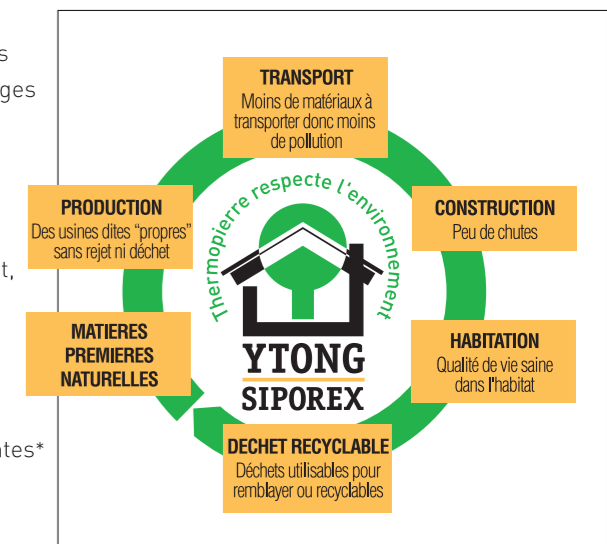 s
ges
t,
ntes*
TRANSPORT
Moins de matériaux à
transporter donc moins
de pollution
PRODUCTION
Des usines dites “propres”
sans rejet ni déchet
CONSTRUCTION
Peu de chutes
MATIERES
PREMIERES
NATURELLES
HABITATION
Qualité de vie saine
dans l'habitat
DECHET RECYCLABLE
Déchets utilisables pour
remblayer ou recyclables
Thermopierre respecte l'environnement
YTONG
SIPOREX